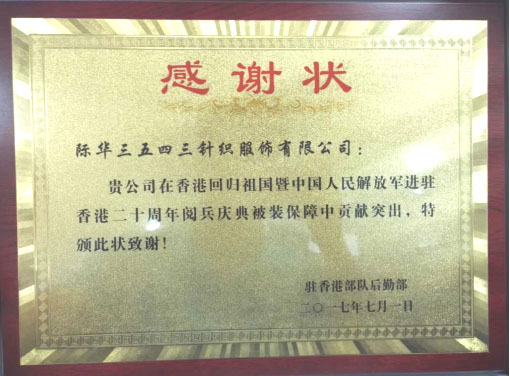 感谢状
际华三五四三针织服饰有限公司：
贵公司在香港回归祖国暨中国人民解放军进驻
香港二十周年阅兵庆典被装保障中贡献突出，特
颁此状致谢！
驻香港部队后勤部
二〇一七年七月一日